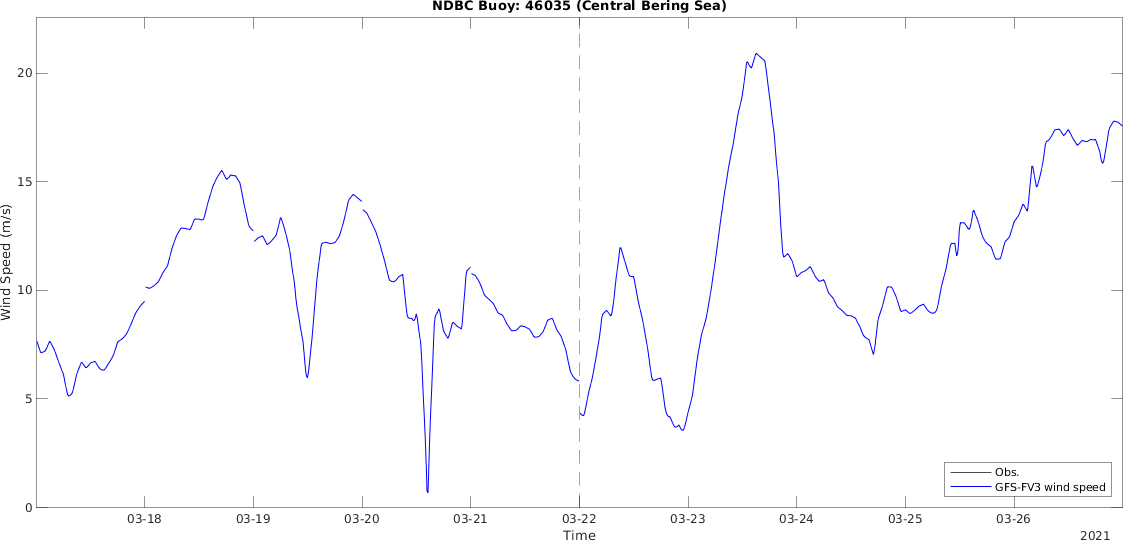 NDBC Buoy: 46035 (Central Bering Sea)
Wind Speed (m/s)
20
15
10
5
0
03-18 03-19 03-20 03-21 03-22 03-23 03-24 03-25 03-26
Time
2021
Obs.
GFS-FV3 wind speed